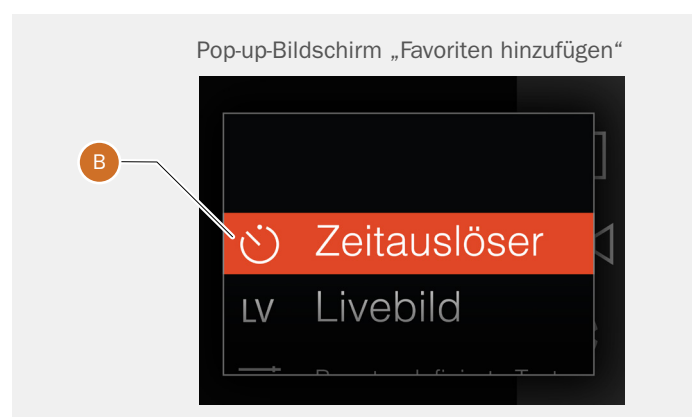 Pop-up-Bildschirm „Favoriten hinzufügen“
B
Zeitauslöser
LV Livebild